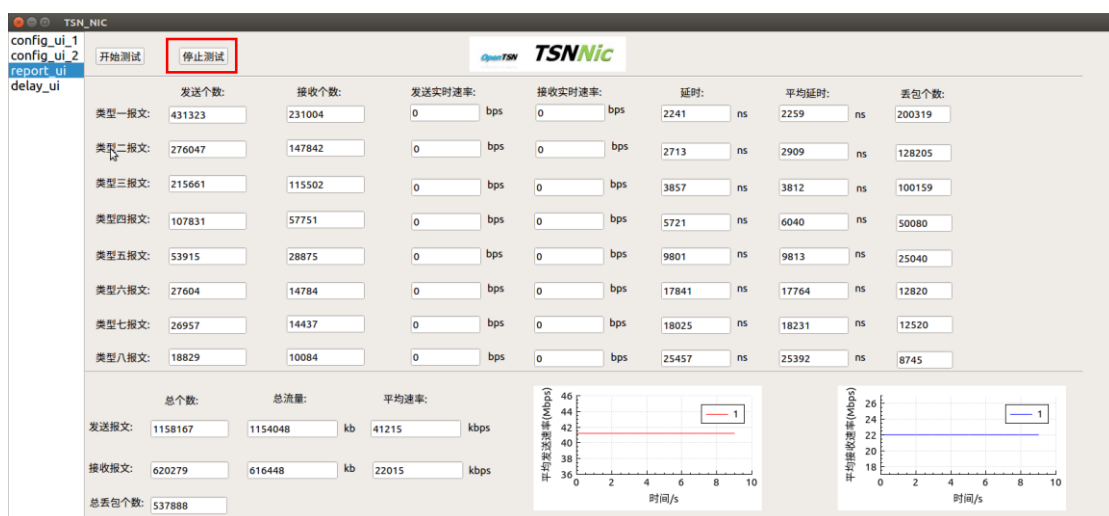 TSN_NIC
config_ui_1
config_ui_2
report_ui
delay_ui
开始测试 停止测试 OpenTSN TSNNic
发送个数: 接收个数: 发送实时速率: 接收实时速率: 延时: 平均延时: 丢包个数:
类型一报文: 431323 231004 0 bps 0 bps 2241 ns 2259 ns 200319
类型二报文: 276047 147842 0 bps 0 bps 2713 ns 2909 ns 128205
类型三报文: 215661 115502 0 bps 0 bps 3857 ns 3812 ns 100159
类型四报文: 107831 57751 0 bps 0 bps 5721 ns 6040 ns 50080
类型五报文: 53915 28875 0 bps 0 bps 9801 ns 9813 ns 25040
类型六报文: 27604 14784 0 bps 0 bps 17841 ns 17764 ns 12820
类型七报文: 26957 14437 0 bps 0 bps 18025 ns 18231 ns 12520
类型八报文: 18829 10084 0 bps 0 bps 25457 ns 25392 ns 8745
总个数: 总流量: 平均速率:
发送报文: 1158167 1154048 kb 41215 kbps
接收报文: 620279 616448 kb 22015 kbps
总丢包个数: 537888
平均发送速率(Mbps)
46
44
42
40
38
36
0 2 4 6 8 10
时间/s
1
平均接收速率(Mbps)
26
24
22
20
18
0 2 4 6 8 10
时间/s
1